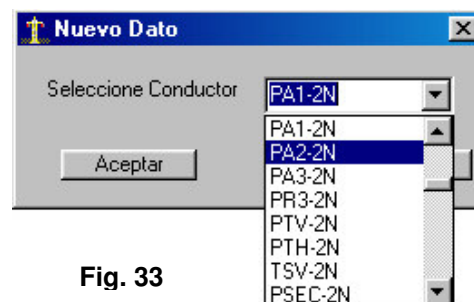 Nuevo Dato
Seleccione Conductor PA1-2N
PA1-2N
PA2-2N
Aceptar
PA3-2N
PR3-2N
PTV-2N
PTH-2N
TSV-2N
PSEC-2N
Fig. 33